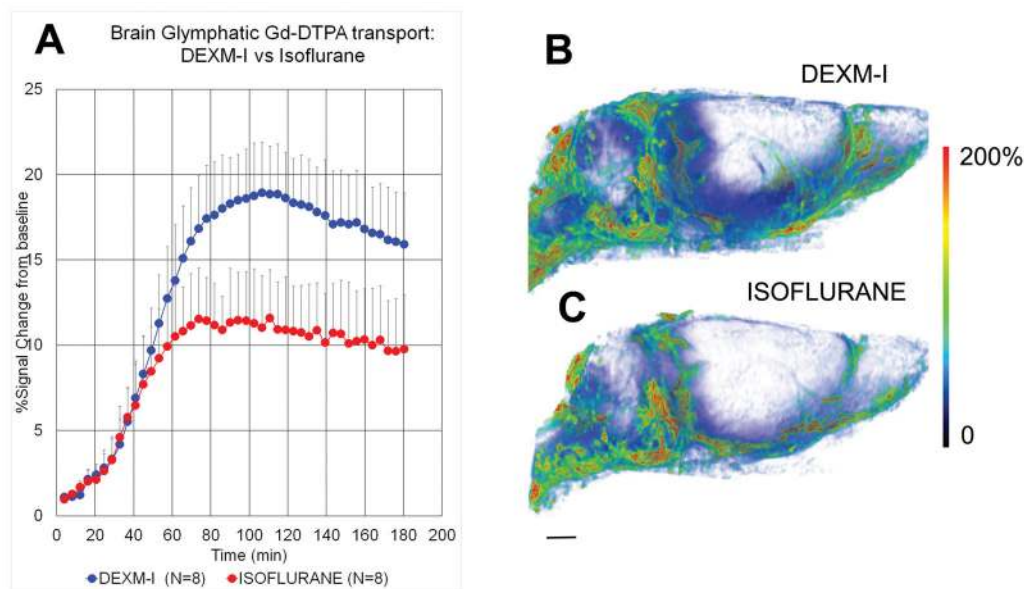 A
Brain Glymphatic Gd-DTPA transport:
DEXM-I vs Isoflurane
%Signal Change from baseline
25
20
15
10
5
0
0 20 40 60 80 100 120 140 160 180 200
Time (min)
DEXM-I (N=8) ISOFLURANE (N=8)
B
DEXM-I
C
ISOFLURANE
200%
0